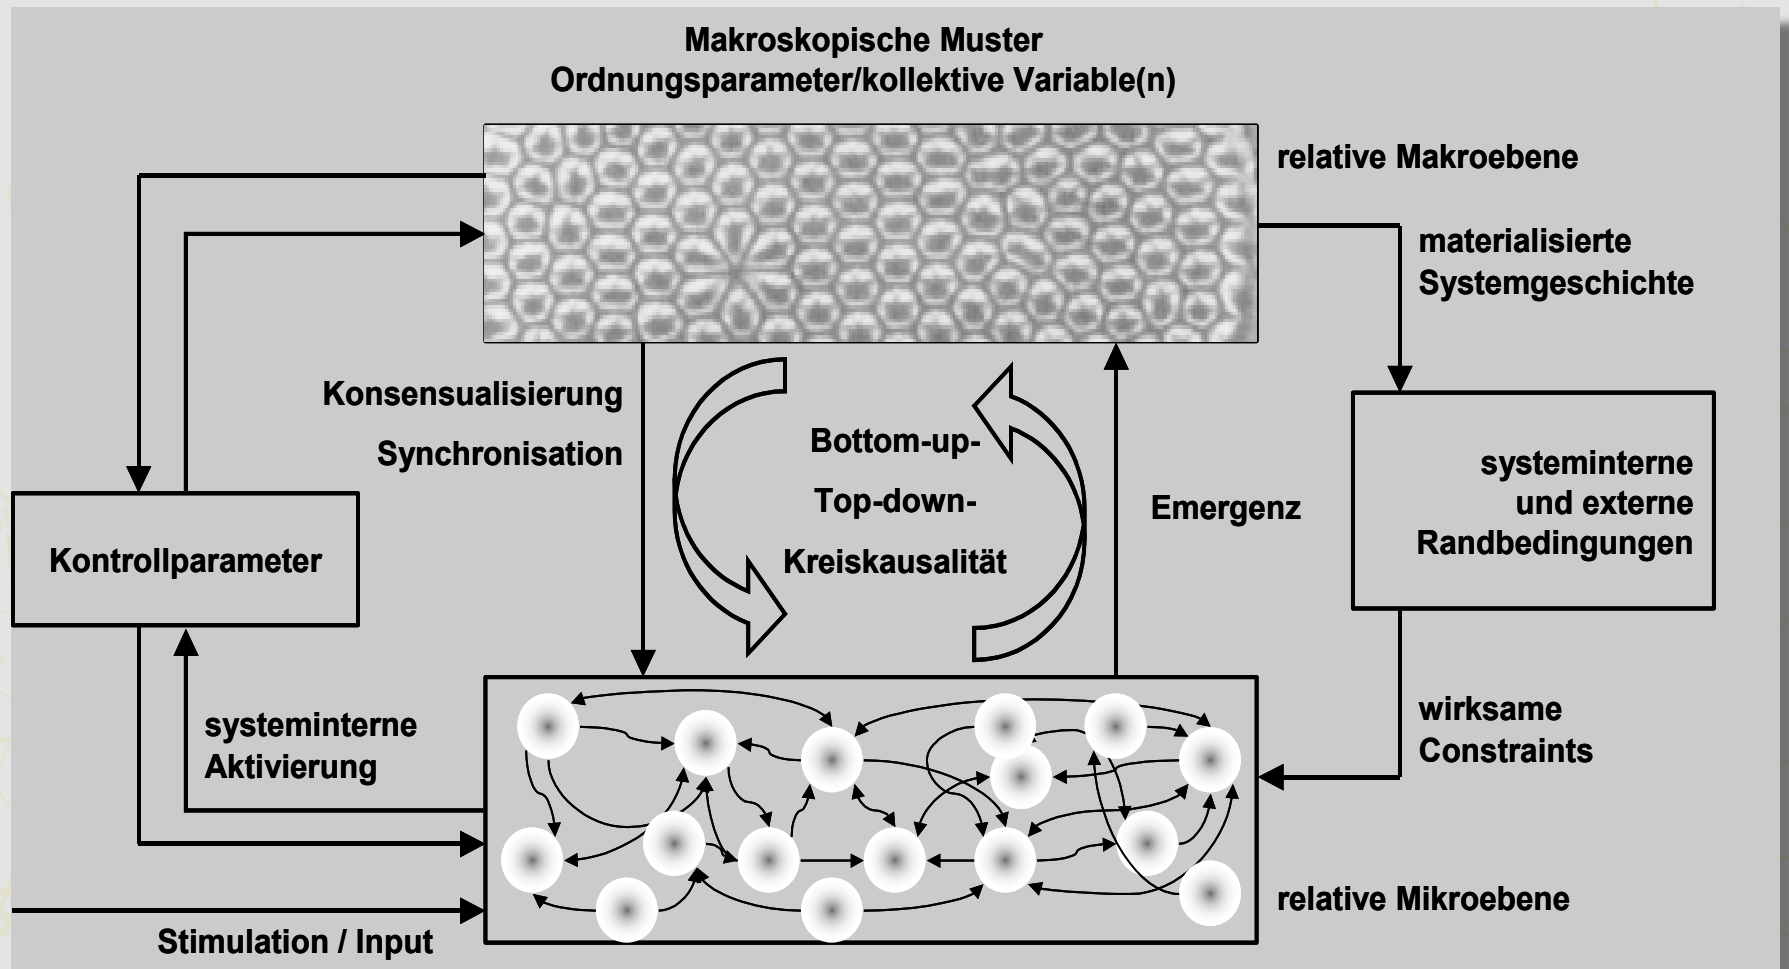 Makroskopische Muster
Ordnungsparameter/kollektive Variable(n)
relative Makroebene
materialisierte
Systemgeschichte
Konsensualisierung
Synchronisation
Bottom-up-
Top-down-
Kreiskausalität
Emergenz
systeminterne
und externe
Randbedingungen
Kontrollparameter
systeminterne
Aktivierung
wirksame
Constraints
relative Mikroebene
Stimulation / Input